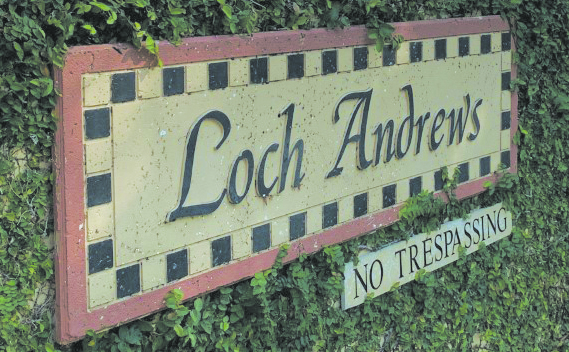 Loch Andrews
NO TRESPASSING